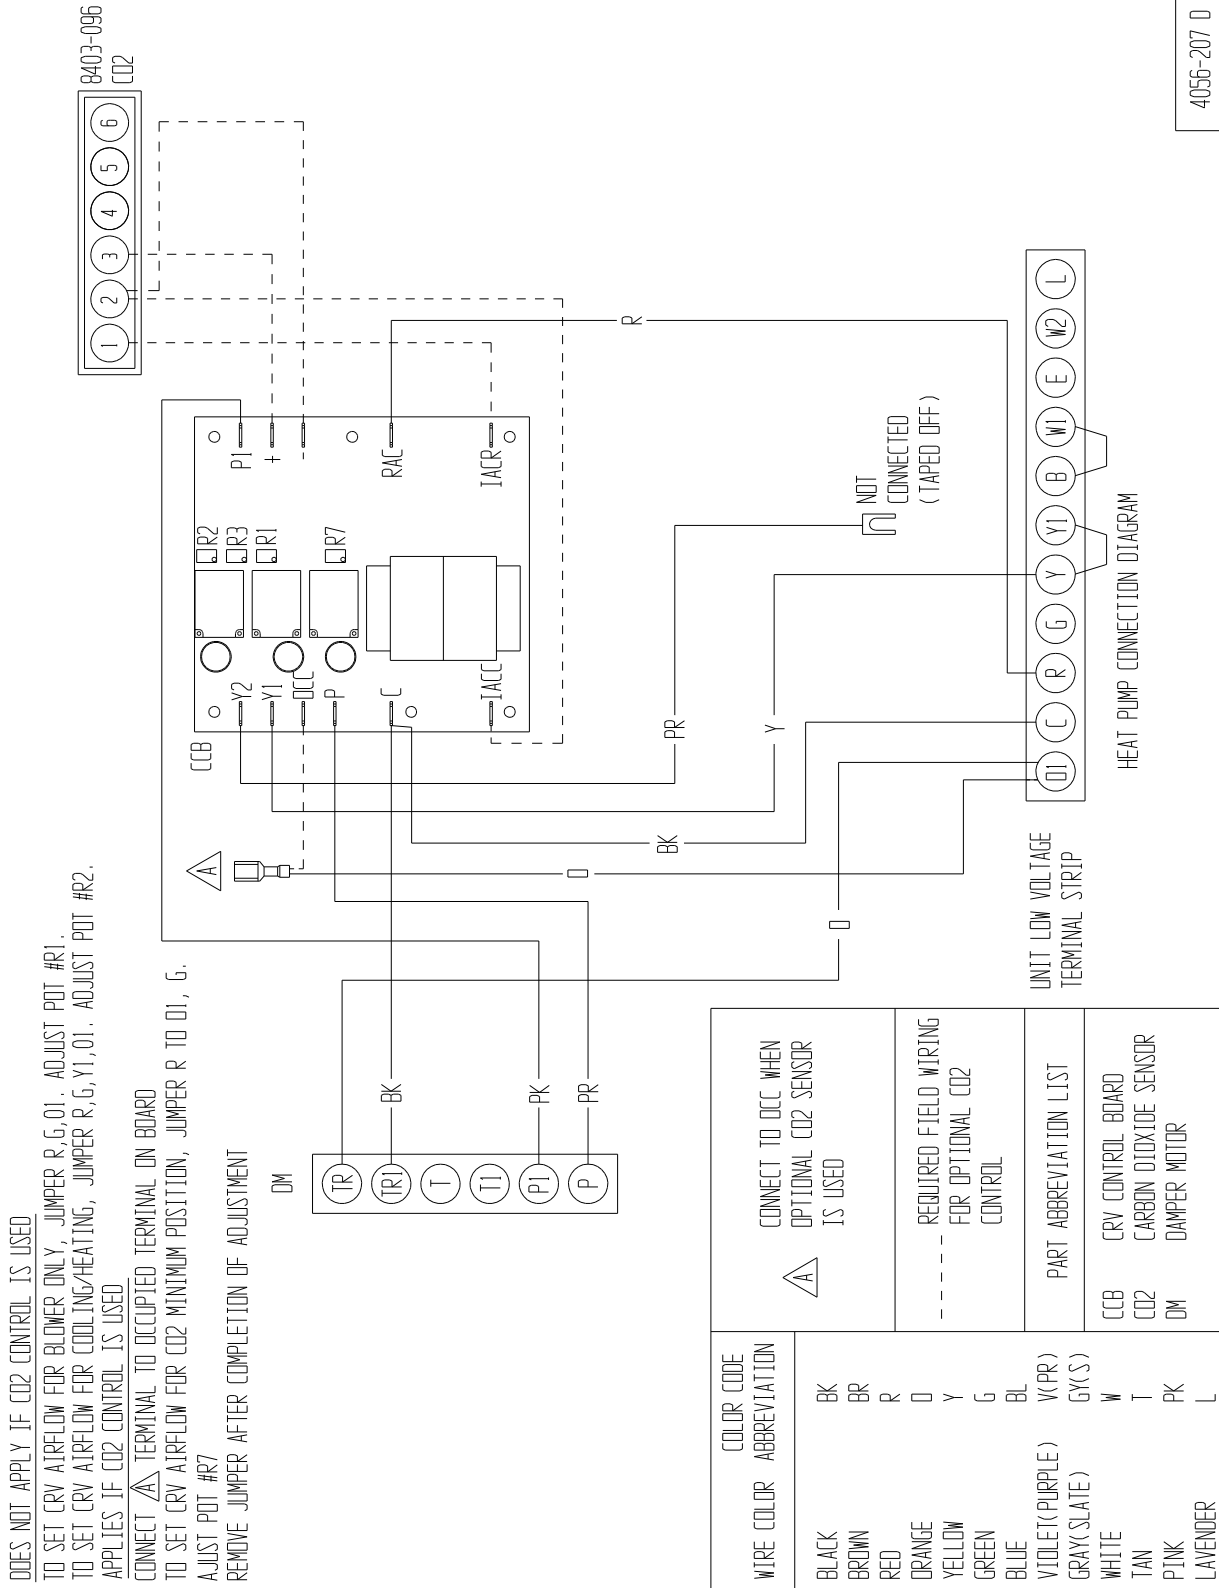 DOES NOT APPLY IF CO2 CONTROL IS USED
TO SET CRV AIRFLOW FOR BLOWER ONLY, JUMPER R,G,O1. ADJUST POT #R1.
TO SET CRV AIRFLOW FOR COOLING/HEATING, JUMPER R,G,Y1,O1. ADJUST POT #R2.
APPLIES IF CO2 CONTROL IS USED
CONNECT A TERMINAL TO OCCUPIED TERMINAL ON BOARD
TO SET CRV AIRFLOW FOR CO2 MINIMUM POSITION, JUMPER R TO O1, G.
AJUST POT #R7
REMOVE JUMPER AFTER COMPLETION OF ADJUSTMENT
8403-096
CO2
1 2 3 4 5 6
CCB
Y2
Y1
OCC
P
C
IACC
R2
R3
R1
R7
P1
+
-
RAC
IACR
A
DM
TR
TR1
T
T1
P1
P
BK
PK
PR
O
O
BK
Y
PR
R
NOT
CONNECTED
(TAPED OFF)
O1 C R G Y Y1 B W1 E W2 L
UNIT LOW VOLTAGE
TERMINAL STRIP
HEAT PUMP CONNECTION DIAGRAM
COLOR CODE
WIRE COLOR ABBREVIATION
BLACK BK
BROWN BR
RED R
ORANGE O
YELLOW Y
GREEN G
BLUE BL
VIOLET(PURPLE) V(PR)
GRAY(SLATE) GY(S)
WHITE W
TAN T
PINK PK
LAVENDER L
A
CONNECT TO OCC WHEN
OPTIONAL CO2 SENSOR
IS USED
REQUIRED FIELD WIRING
FOR OPTIONAL CO2
CONTROL
PART ABBREVIATION LIST
CCB CRV CONTROL BOARD
CO2 CARBON DIOXIDE SENSOR
DM DAMPER MOTOR
4056-207 D